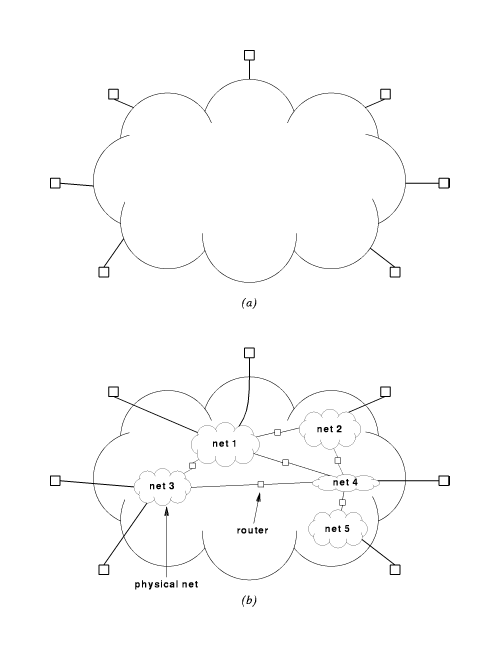 (a)
net 1
net 2
net 3
net 4
net 5
router
physical net
(b)